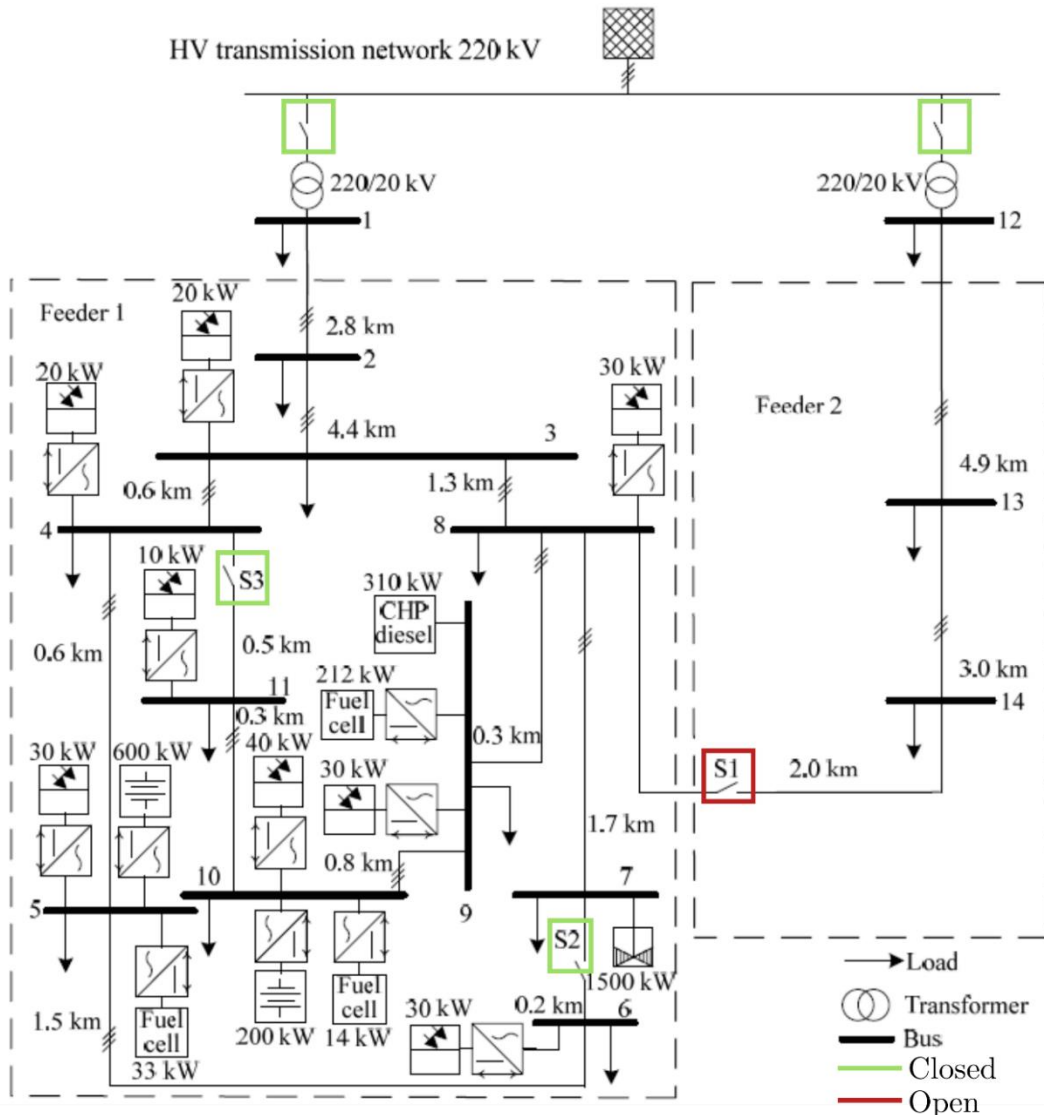 HV transmission network 220 kV
220/20 kV
220/20 kV
1
12
Feeder 1
20 kW
2.8 km
2
20 kW
30 kW
Feeder 2
4.4 km
3
4.9 km
0.6 km
1.3 km
13
4
8
10 kW
S3
310 kW
CHP
diesel
0.6 km
0.5 km
3.0 km
212 kW
Fuel
cell
11
14
0.3 km
0.3 km
30 kW
600 kW
40 kW
30 kW
S1
2.0 km
1.7 km
0.8 km
10
7
5
9
S2
1500 kW
Fuel
cell
0.2 km
30 kW
6
1.5 km
Fuel
cell
200 kW
14 kW
33 kW
Load
Transformer
Bus
Closed
Open